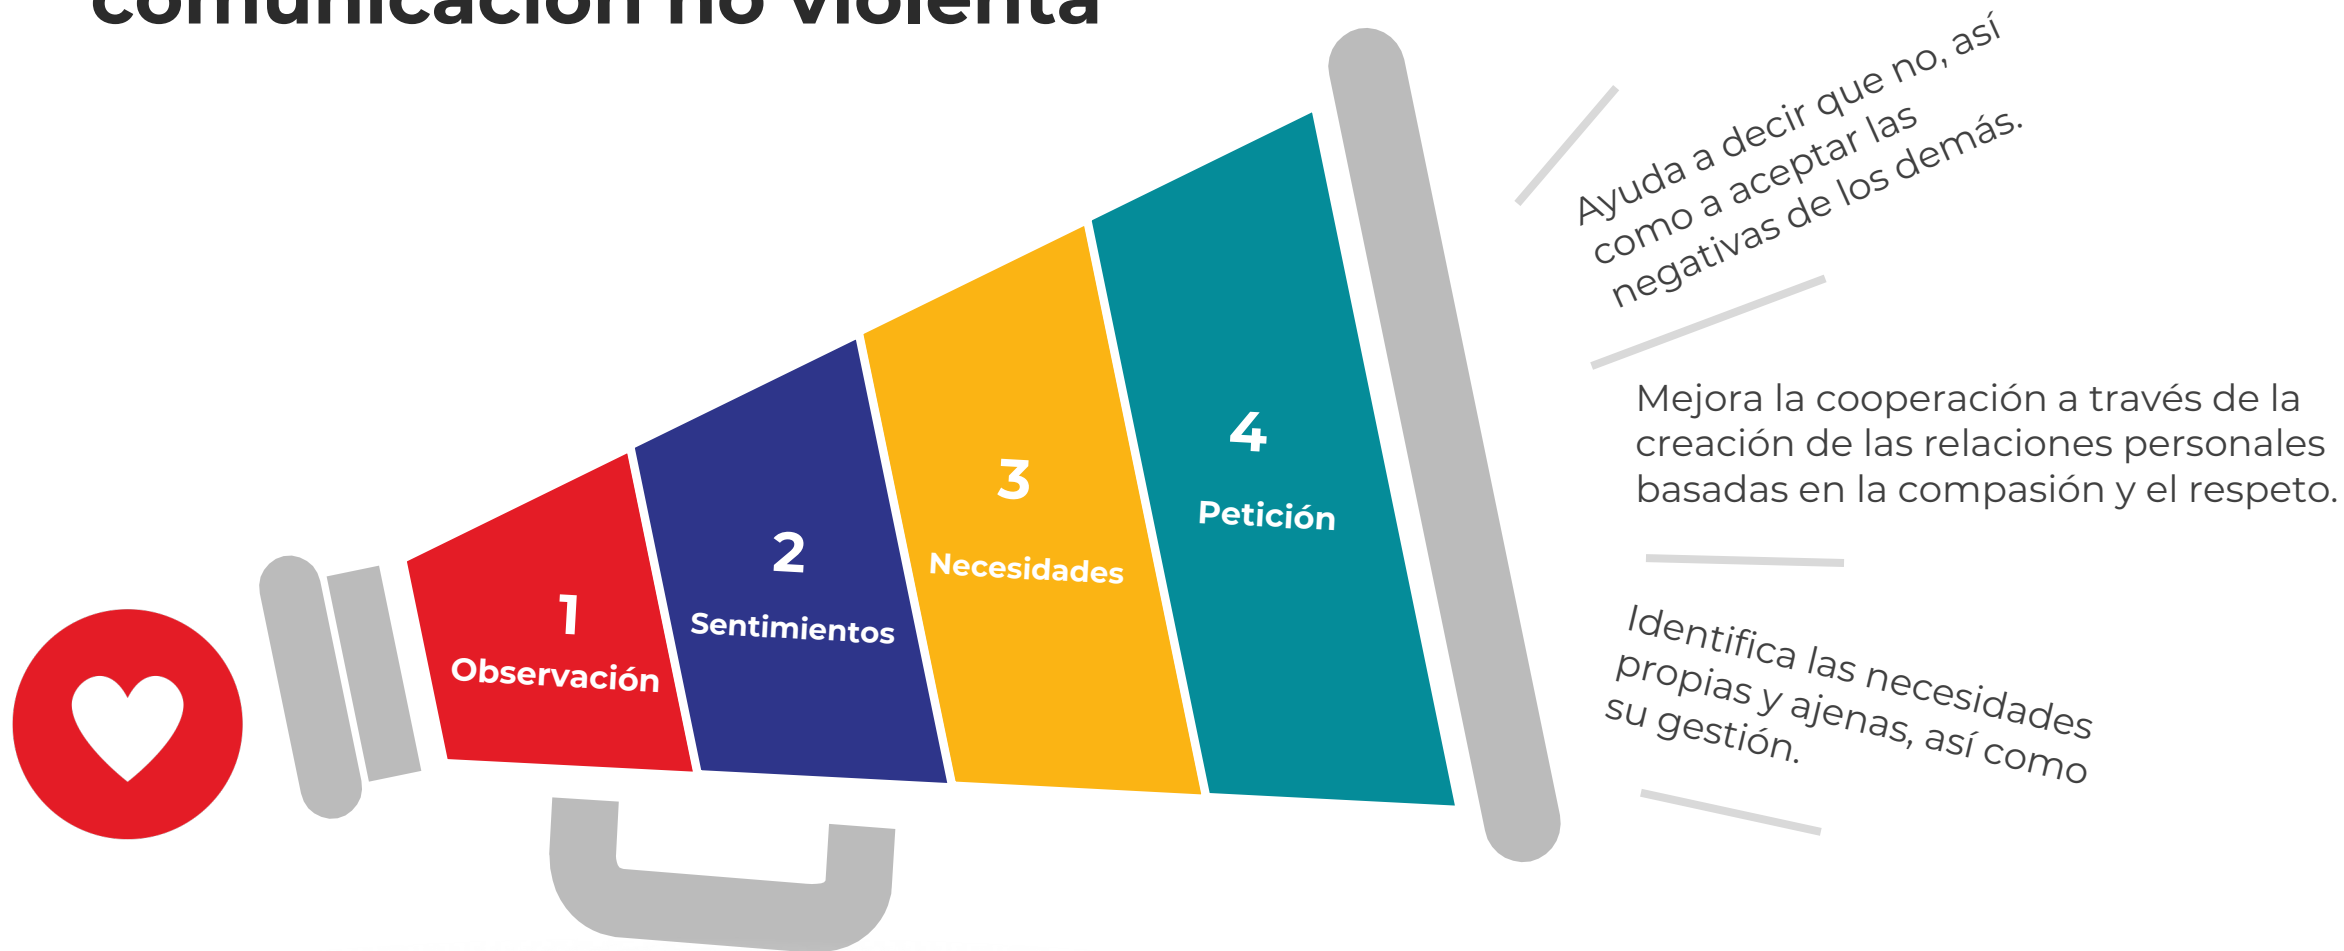 comunicación no violenta
1
Observación
2
Sentimientos
3
Necesidades
4
Petición
Ayuda a decir que no, así
como a aceptar las
negativas de los demás.
Mejora la cooperación a través de la
creación de las relaciones personales
basadas en la compasión y el respeto.
Identifica las necesidades
propias y ajenas, así como
su gestión.